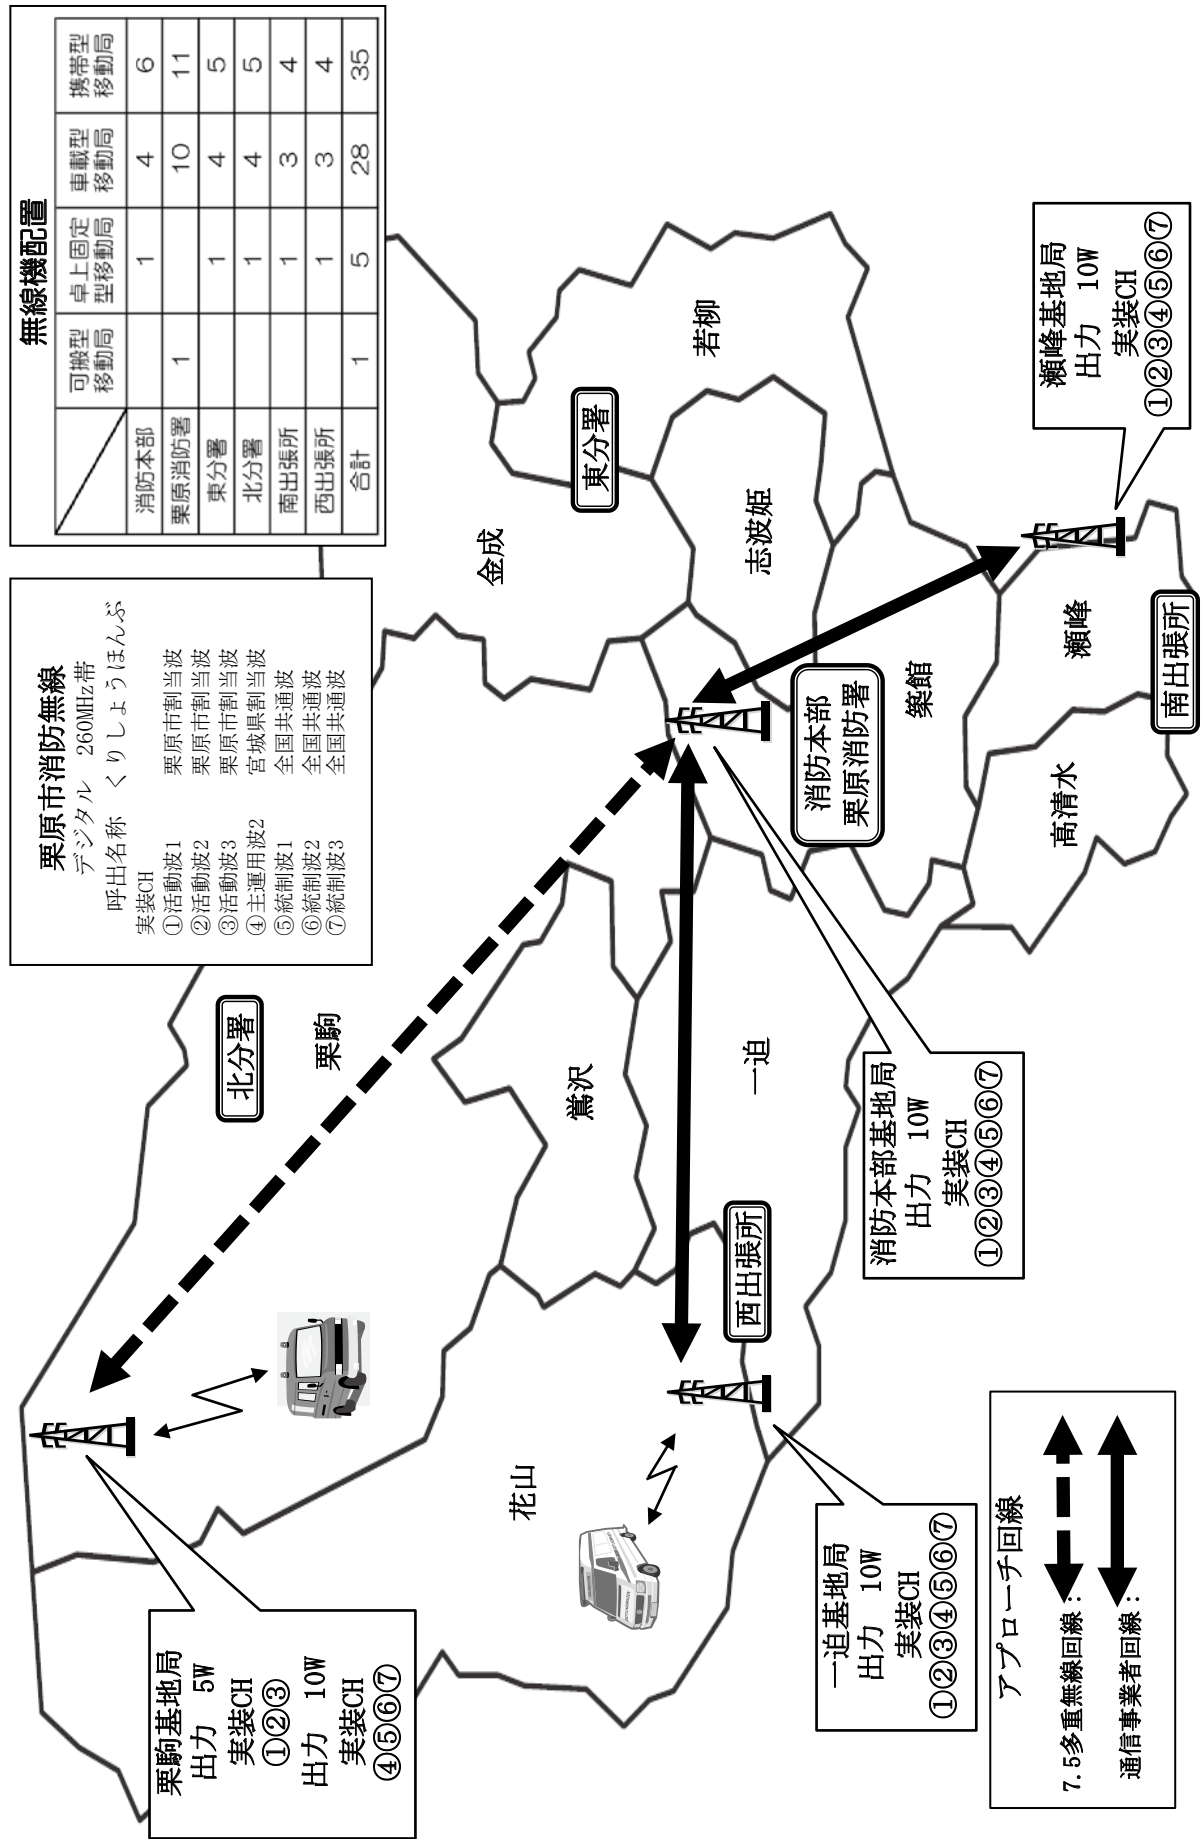 無線機配置
可搬型移動局 卓上固定型移動局 車載型移動局 携帯型移動局
消防本部 1 4 6
栗原消防署 1 10 11
東分署 1 4 5
北分署 1 4 5
南出張所 1 3 4
西出張所 1 3 4
合計 1 5 28 35
栗原市消防無線
デジタル 260MHz帯
呼出名称 くりしょうほんぶ
実装CH
①活動波1 栗原市割当波
②活動波2 栗原市割当波
③活動波3 栗原市割当波
④主運用波2 宮城県割当波
⑤統制波1 全国共通波
⑥統制波2 全国共通波
⑦統制波3 全国共通波
栗駒基地局
出力 5W
実装CH
①②③
出力 10W
実装CH
④⑤⑥⑦
北分署
栗駒
金成
東分署
若柳
志波姫
鶯沢
花山
一迫
西出張所
消防本部
栗原消防署
築館
瀬峰
高清水
南出張所
瀬峰基地局
出力 10W
実装CH
①②③④⑤⑥⑦
消防本部基地局
出力 10W
実装CH
①②③④⑤⑥⑦
一迫基地局
出力 10W
実装CH
①②③④⑤⑥⑦
アプローチ回線
7.5多重無線回線:
通信事業者回線: